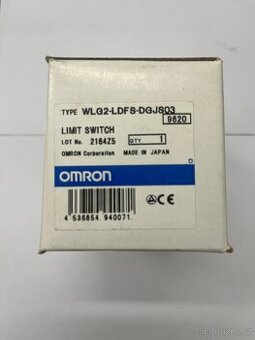 TYPE WLG2-LDFS-DGJS03
9620
LIMIT SWITCH
LOT No. 2164Z5 QTY 1
OMRON Corporation MADE IN JAPAN
D
OMRON
CE
4 536854 940071